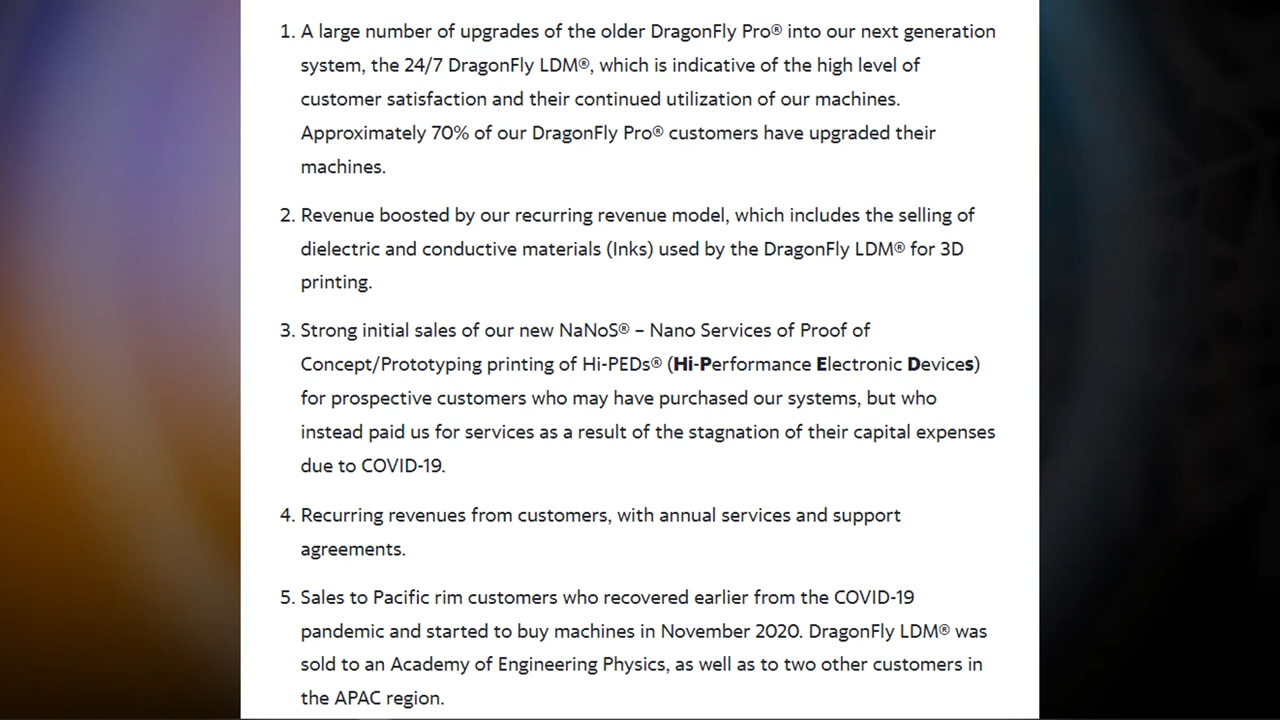 1. A large number of upgrades of the older DragonFly Pro® into our next generation
system, the 24/7 DragonFly LDM®, which is indicative of the high level of
customer satisfaction and their continued utilization of our machines.
Approximately 70% of our DragonFly Pro® customers have upgraded their
machines.
2. Revenue boosted by our recurring revenue model, which includes the selling of
dielectric and conductive materials (Inks) used by the DragonFly LDM® for 3D
printing.
3. Strong initial sales of our new NaNoS® – Nano Services of Proof of
Concept/Prototyping printing of Hi-PEDs® (Hi-Performance Electronic Devices)
for prospective customers who may have purchased our systems, but who
instead paid us for services as a result of the stagnation of their capital expenses
due to COVID-19.
4. Recurring revenues from customers, with annual services and support
agreements.
5. Sales to Pacific rim customers who recovered earlier from the COVID-19
pandemic and started to buy machines in November 2020. DragonFly LDM® was
sold to an Academy of Engineering Physics, as well as to two other customers in
the APAC region.